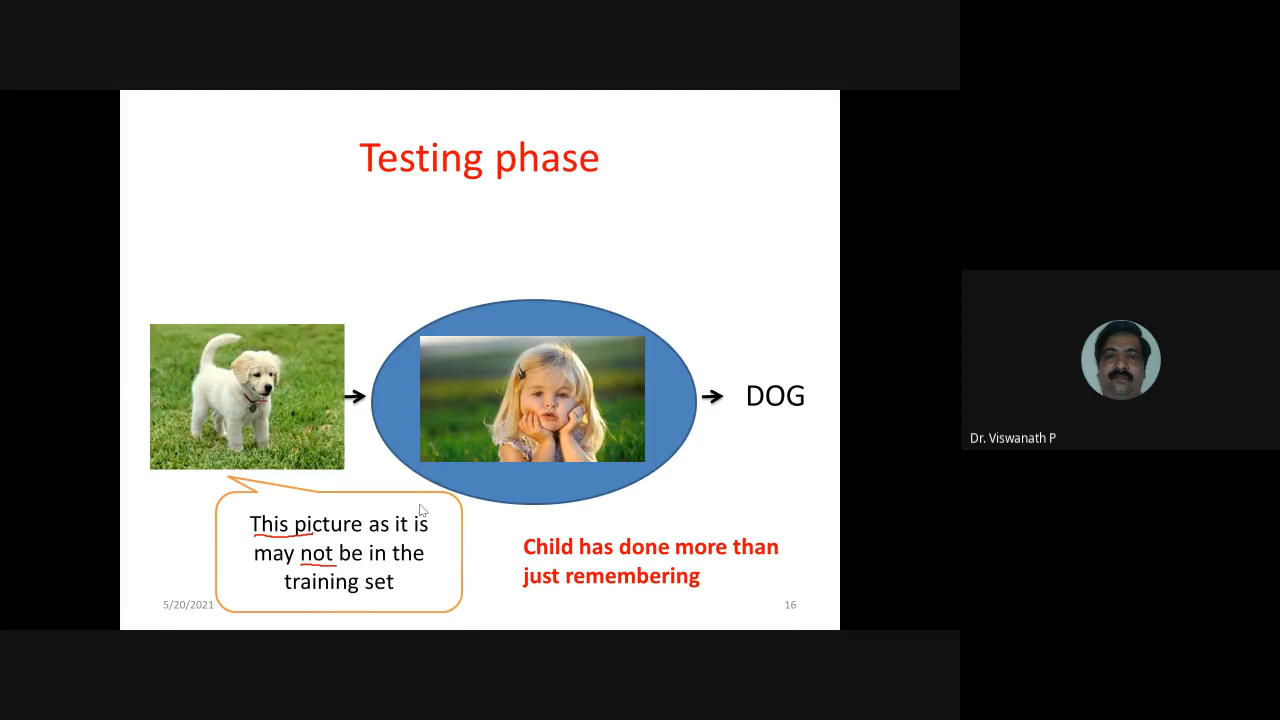 Testing phase
DOG
This picture as it is
may not be in the
training set
Child has done more than
just remembering
5/20/2021
16
Dr. Viswanath P